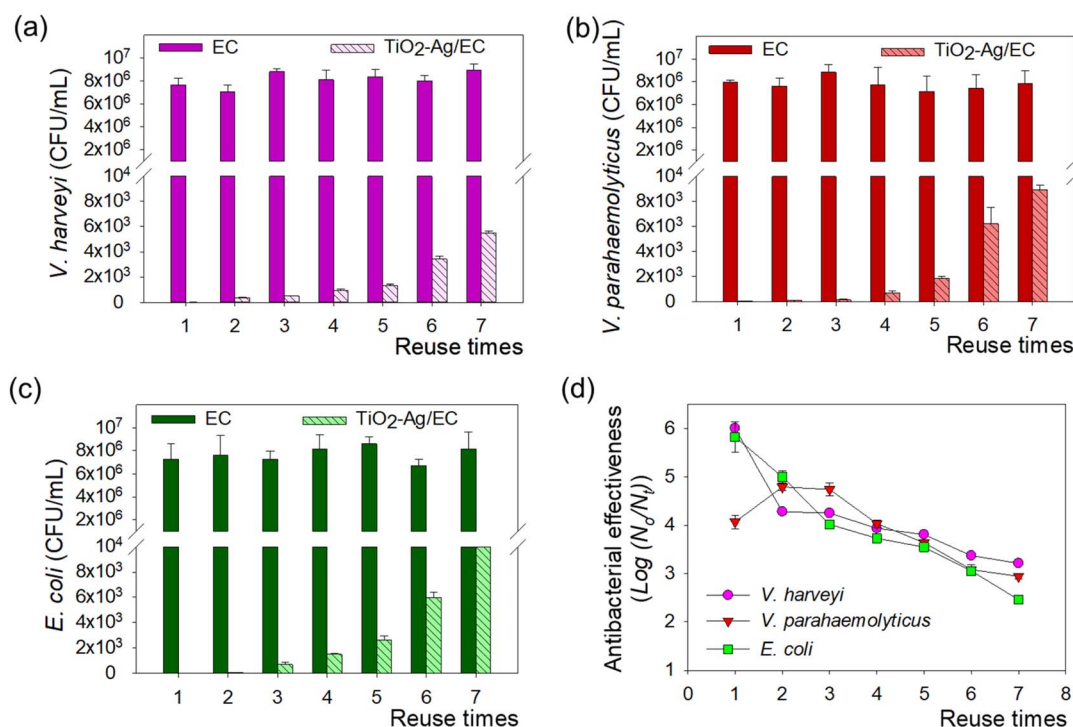 (a)
EC
TiO2-Ag/EC
V. harveyi (CFU/mL)
10⁷
8x10⁶
6x10⁶
4x10⁶
2x10⁶
10⁴
8x10³
6x10³
4x10³
2x10³
0
1 2 3 4 5 6 7
Reuse times
(b)
EC
TiO2-Ag/EC
V. parahaemolyticus (CFU/mL)
10⁷
8x10⁶
6x10⁶
4x10⁶
2x10⁶
10⁴
8x10³
6x10³
4x10³
2x10³
0
1 2 3 4 5 6 7
Reuse times
(c)
EC
TiO2-Ag/EC
E. coli (CFU/mL)
10⁷
8x10⁶
6x10⁶
4x10⁶
2x10⁶
10⁴
8x10³
6x10³
4x10³
2x10³
0
1 2 3 4 5 6 7
Reuse times
(d)
Antibacterial effectiveness
(Log (No/Nt))
6
5
4
3
2
1
V. harveyi
V. parahaemolyticus
E. coli
0 1 2 3 4 5 6 7 8
Reuse times